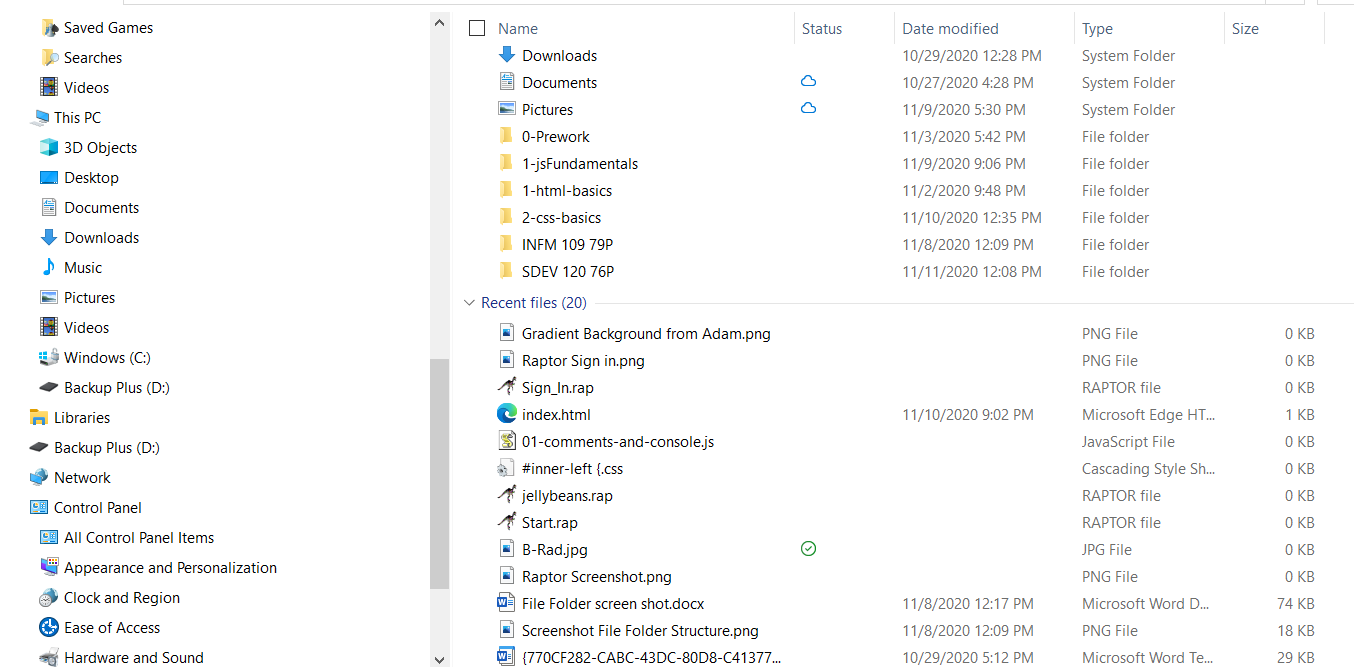 Saved Games
Searches
Videos
This PC
3D Objects
Desktop
Documents
Downloads
Music
Pictures
Videos
Windows (C:)
Backup Plus (D:)
Libraries
Backup Plus (D:)
Network
Control Panel
All Control Panel Items
Appearance and Personalization
Clock and Region
Ease of Access
Hardware and Sound
Name Status Date modified Type Size
Downloads 10/29/2020 12:28 PM System Folder
Documents 10/27/2020 4:28 PM System Folder
Pictures 11/9/2020 5:30 PM System Folder
0-Prework 11/3/2020 5:42 PM File folder
1-jsFundamentals 11/9/2020 9:06 PM File folder
1-html-basics 11/2/2020 9:48 PM File folder
2-css-basics 11/10/2020 12:35 PM File folder
INFM 109 79P 11/8/2020 12:09 PM File folder
SDEV 120 76P 11/11/2020 12:08 PM File folder
Recent files (20)
Gradient Background from Adam.png PNG File 0 KB
Raptor Sign in.png PNG File 0 KB
Sign_In.rap RAPTOR file 0 KB
index.html 11/10/2020 9:02 PM Microsoft Edge HT... 1 KB
01-comments-and-console.js JavaScript File 0 KB
#inner-left {.css Cascading Style Sh... 0 KB
jellybeans.rap RAPTOR file 0 KB
Start.rap RAPTOR file 0 KB
B-Rad.jpg JPG File 0 KB
Raptor Screenshot.png PNG File 0 KB
File Folder screen shot.docx 11/8/2020 12:17 PM Microsoft Word D... 74 KB
Screenshot File Folder Structure.png 11/8/2020 12:09 PM PNG File 18 KB
{770CF282-CABC-43DC-80D8-C41377... 10/29/2020 5:12 PM Microsoft Word Te... 29 KB